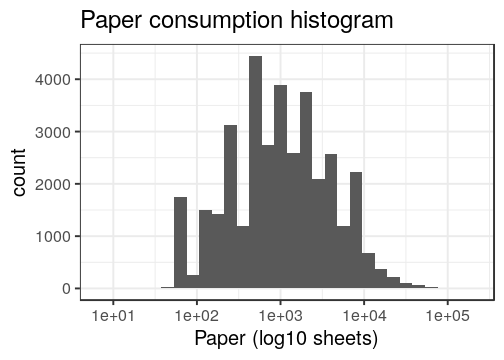 Paper consumption histogram
count
4000
3000
2000
1000
0
1e+01 1e+02 1e+03 1e+04 1e+05
Paper (log10 sheets)